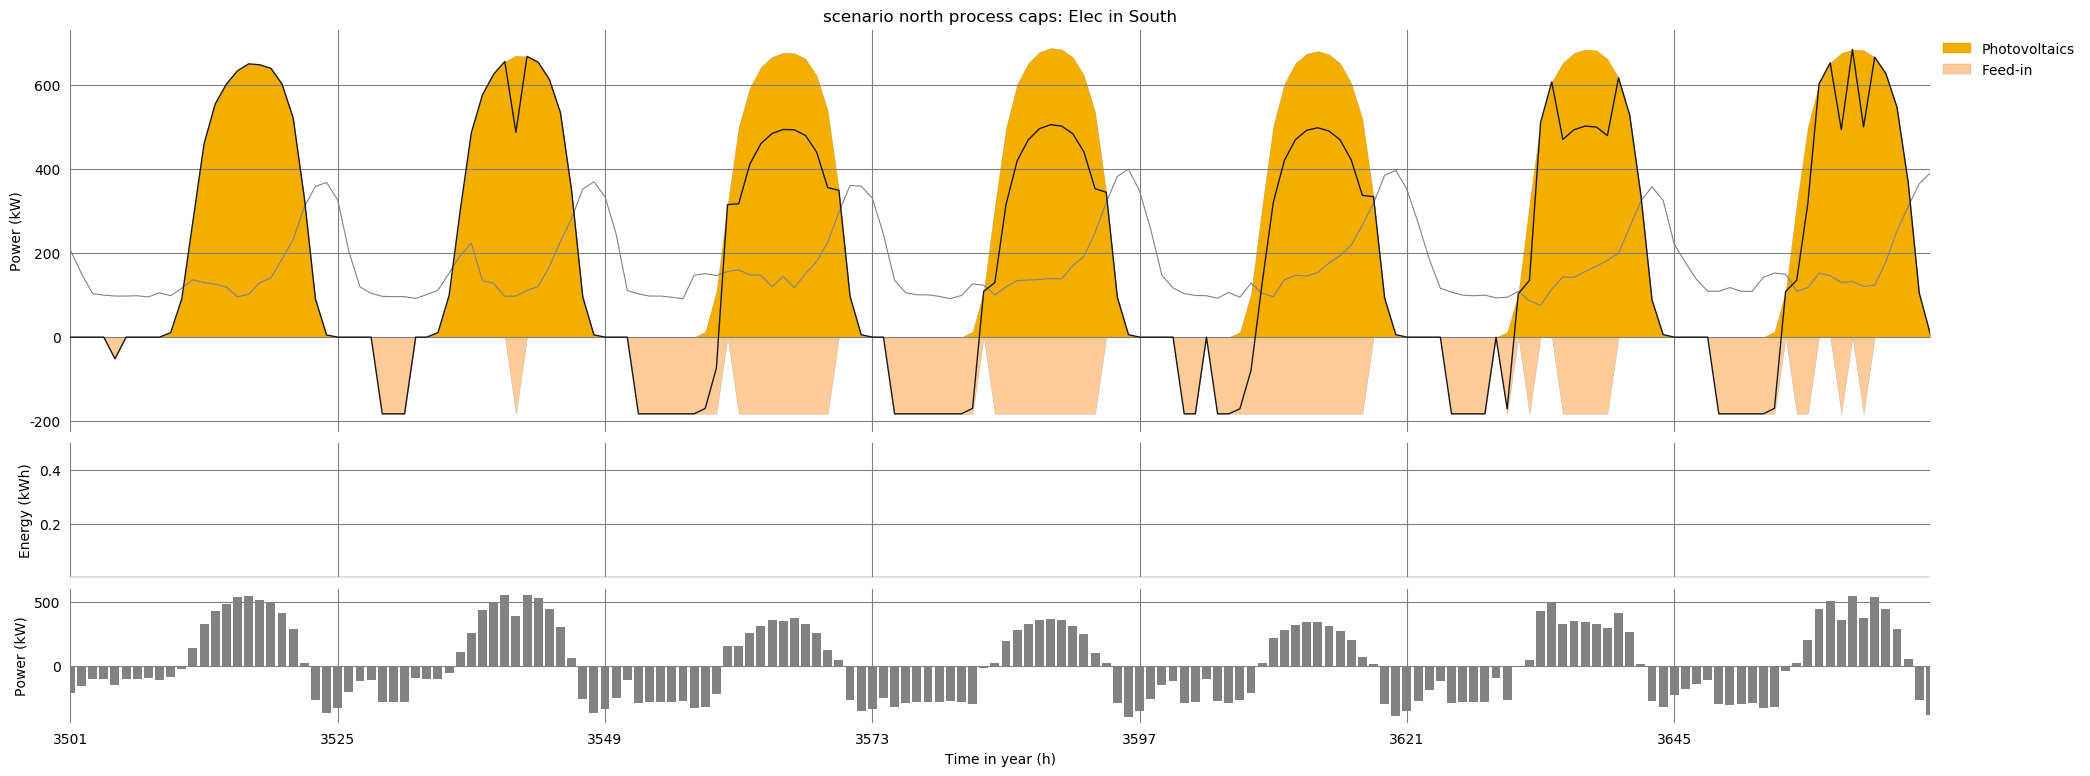 scenario north process caps: Elec in South
Photovoltaics
Feed-in
Power (kW)
600
400
200
0
-200
Energy (kWh)
0.4
0.2
Power (kW)
500
0
3501
3525
3549
3573
3597
3621
3645
Time in year (h)